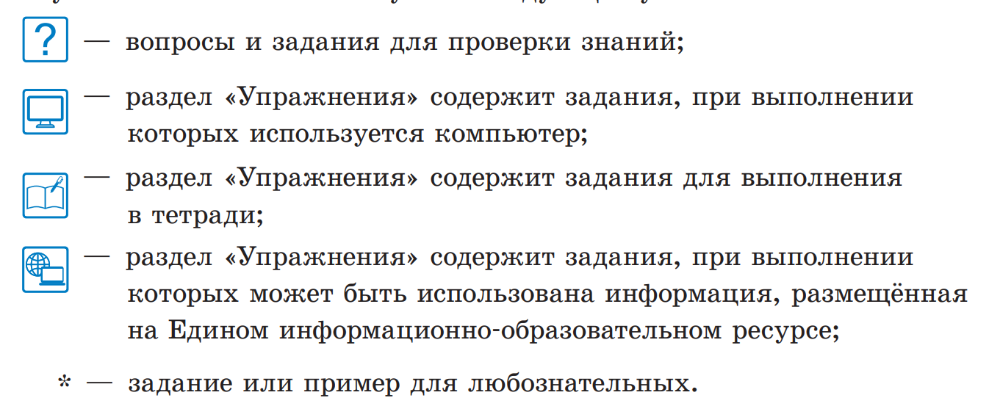 ? — вопросы и задания для проверки знаний;
— раздел «Упражнения» содержит задания, при выполнении
которых используется компьютер;
— раздел «Упражнения» содержит задания для выполнения
в тетради;
— раздел «Упражнения» содержит задания, при выполнении
которых может быть использована информация, размещённая
на Едином информационно-образовательном ресурсе;
* — задание или пример для любознательных.